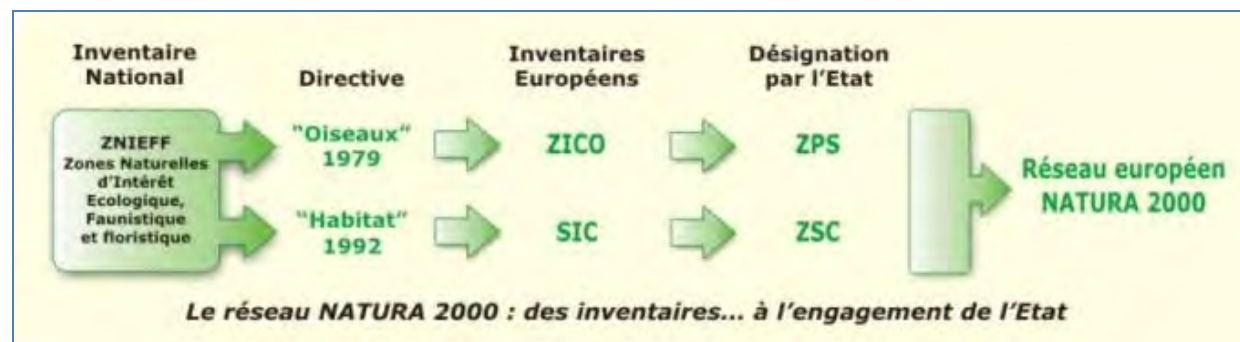 Inventaire
National
Directive
Inventaires
Européens
Désignation
par l'Etat
ZNIEFF
Zones Naturelles
d'Intérêt
Ecologique,
Faunistique
et floristique
"Oiseaux"
1979
ZICO
ZPS
"Habitat"
1992
SIC
ZSC
Réseau européen
NATURA 2000
Le réseau NATURA 2000 : des inventaires... à l'engagement de l'Etat